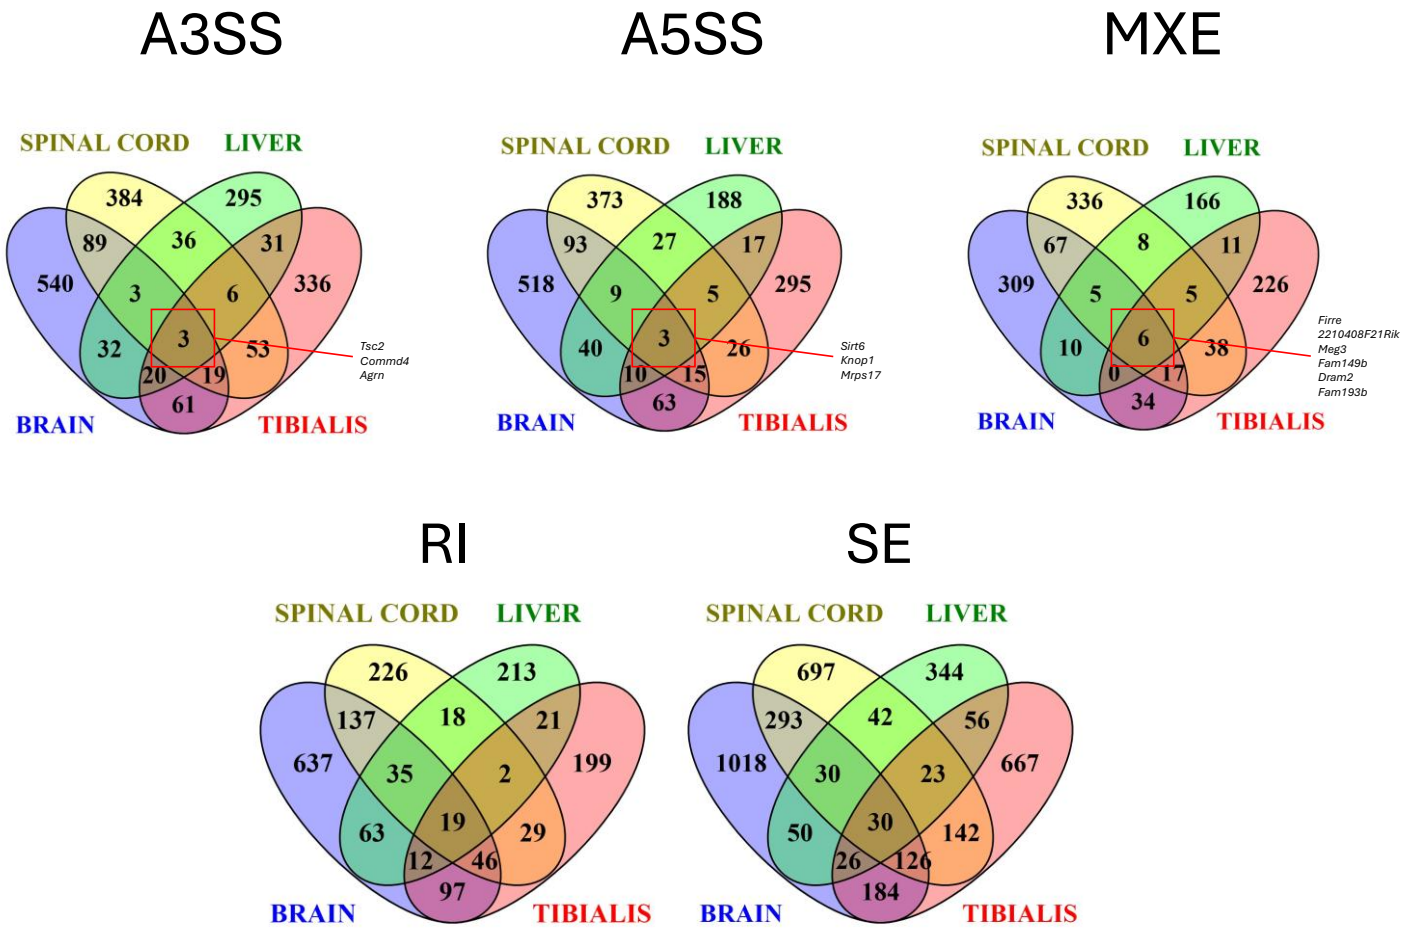 A3SS
A5SS
MXE
SPINAL CORD LIVER
384 295
89 36 31
540 3 6 336
32 3 53
20 19
61
BRAIN TIBIALIS
Tsc2
Commd4
Agrn
SPINAL CORD LIVER
373 188
93 27 17
518 9 5 295
40 3 26
10 15
63
BRAIN TIBIALIS
Sirt6
Knop1
Mrps17
SPINAL CORD LIVER
336 166
67 8 11
309 5 5 226
10 6 38
0 17
34
BRAIN TIBIALIS
Firre
2210408F21Rik
Meg3
Fam149b
Dram2
Fam193b
RI
SE
SPINAL CORD LIVER
226 213
137 18 21
637 35 2 199
63 19 29
12 46
97
BRAIN TIBIALIS
SPINAL CORD LIVER
697 344
293 42 56
1018 30 23 667
50 30 142
26 126
184
BRAIN TIBIALIS